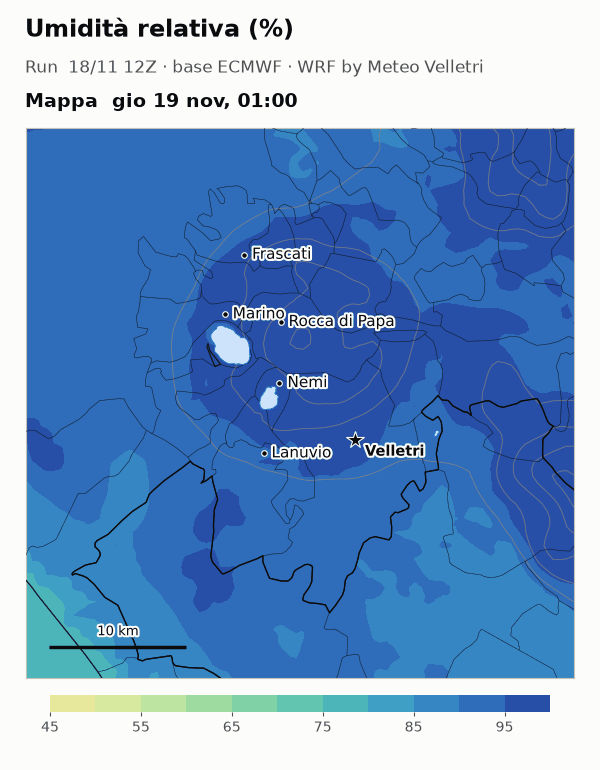 Umidità relativa (%)
Run  18/11 12Z · base ECMWF · WRF by Meteo Velletri
Mappa  gio 19 nov, 01:00
Frascati
Marino
Rocca di Papa
Nemi
Velletri
Lanuvio
10 km
45 55 65 75 85 95